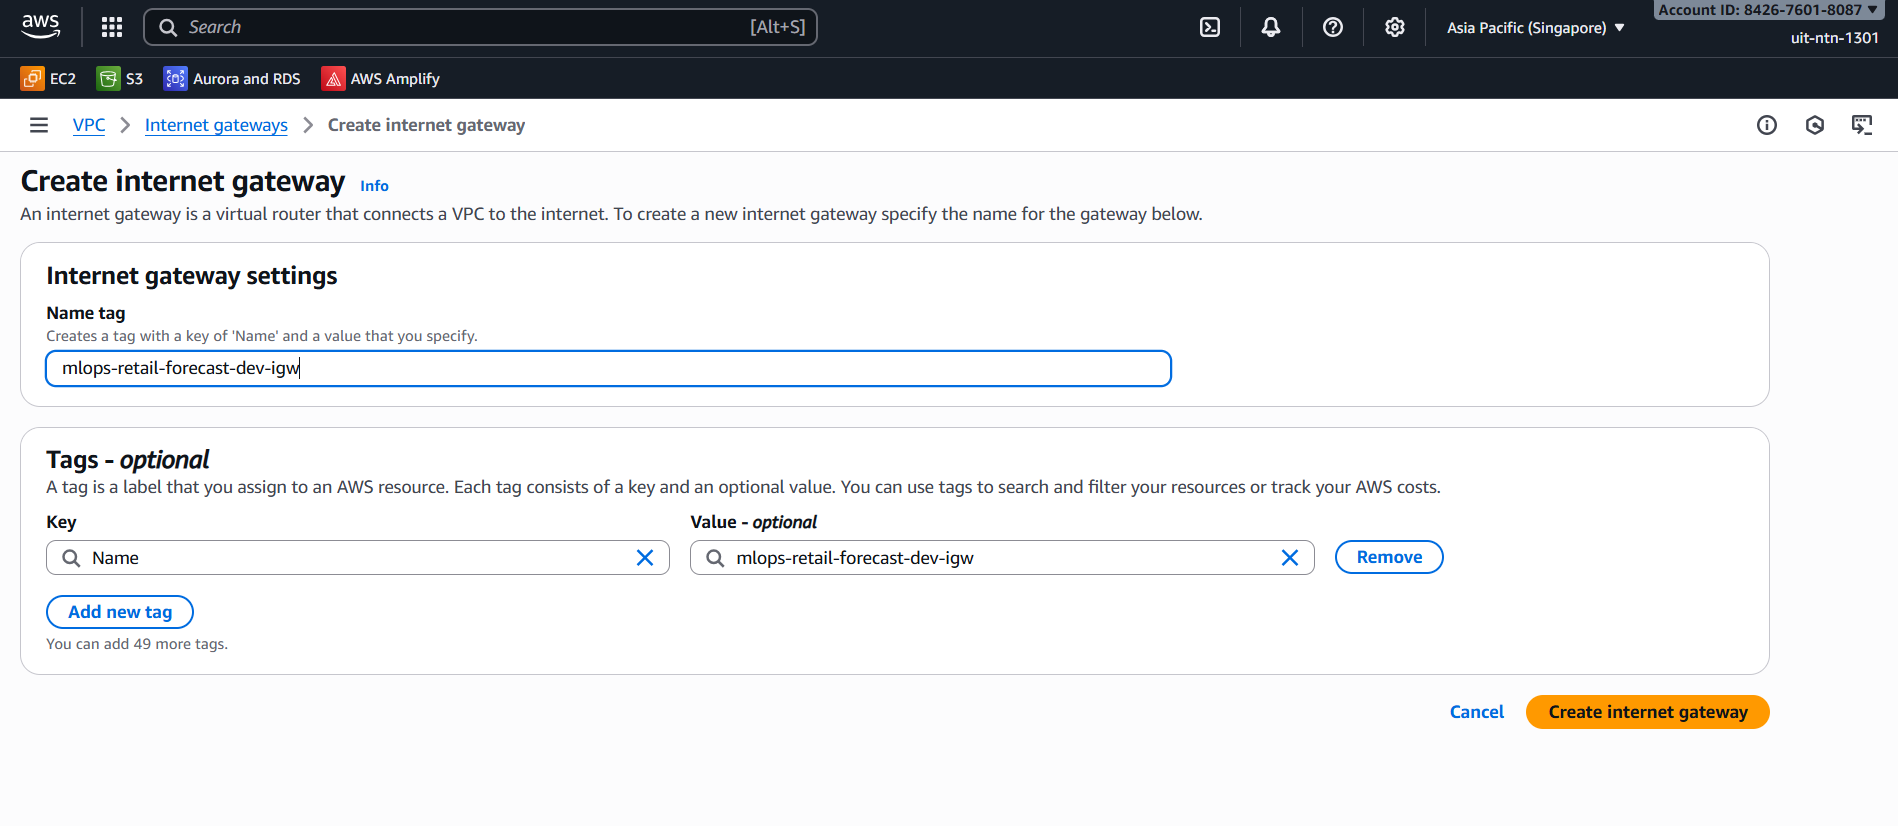 aws
Search [Alt+S]
Asia Pacific (Singapore)
Account ID: 8426-7601-8087
uit-ntn-1301
EC2 S3 Aurora and RDS AWS Amplify
VPC Internet gateways Create internet gateway
Create internet gateway Info
An internet gateway is a virtual router that connects a VPC to the internet. To create a new internet gateway specify the name for the gateway below.
Internet gateway settings
Name tag
Creates a tag with a key of 'Name' and a value that you specify.
mlops-retail-forecast-dev-igw
Tags - optional
A tag is a label that you assign to an AWS resource. Each tag consists of a key and an optional value. You can use tags to search and filter your resources or track your AWS costs.
Key Value - optional
Name mlops-retail-forecast-dev-igw Remove
Add new tag
You can add 49 more tags.
Cancel Create internet gateway